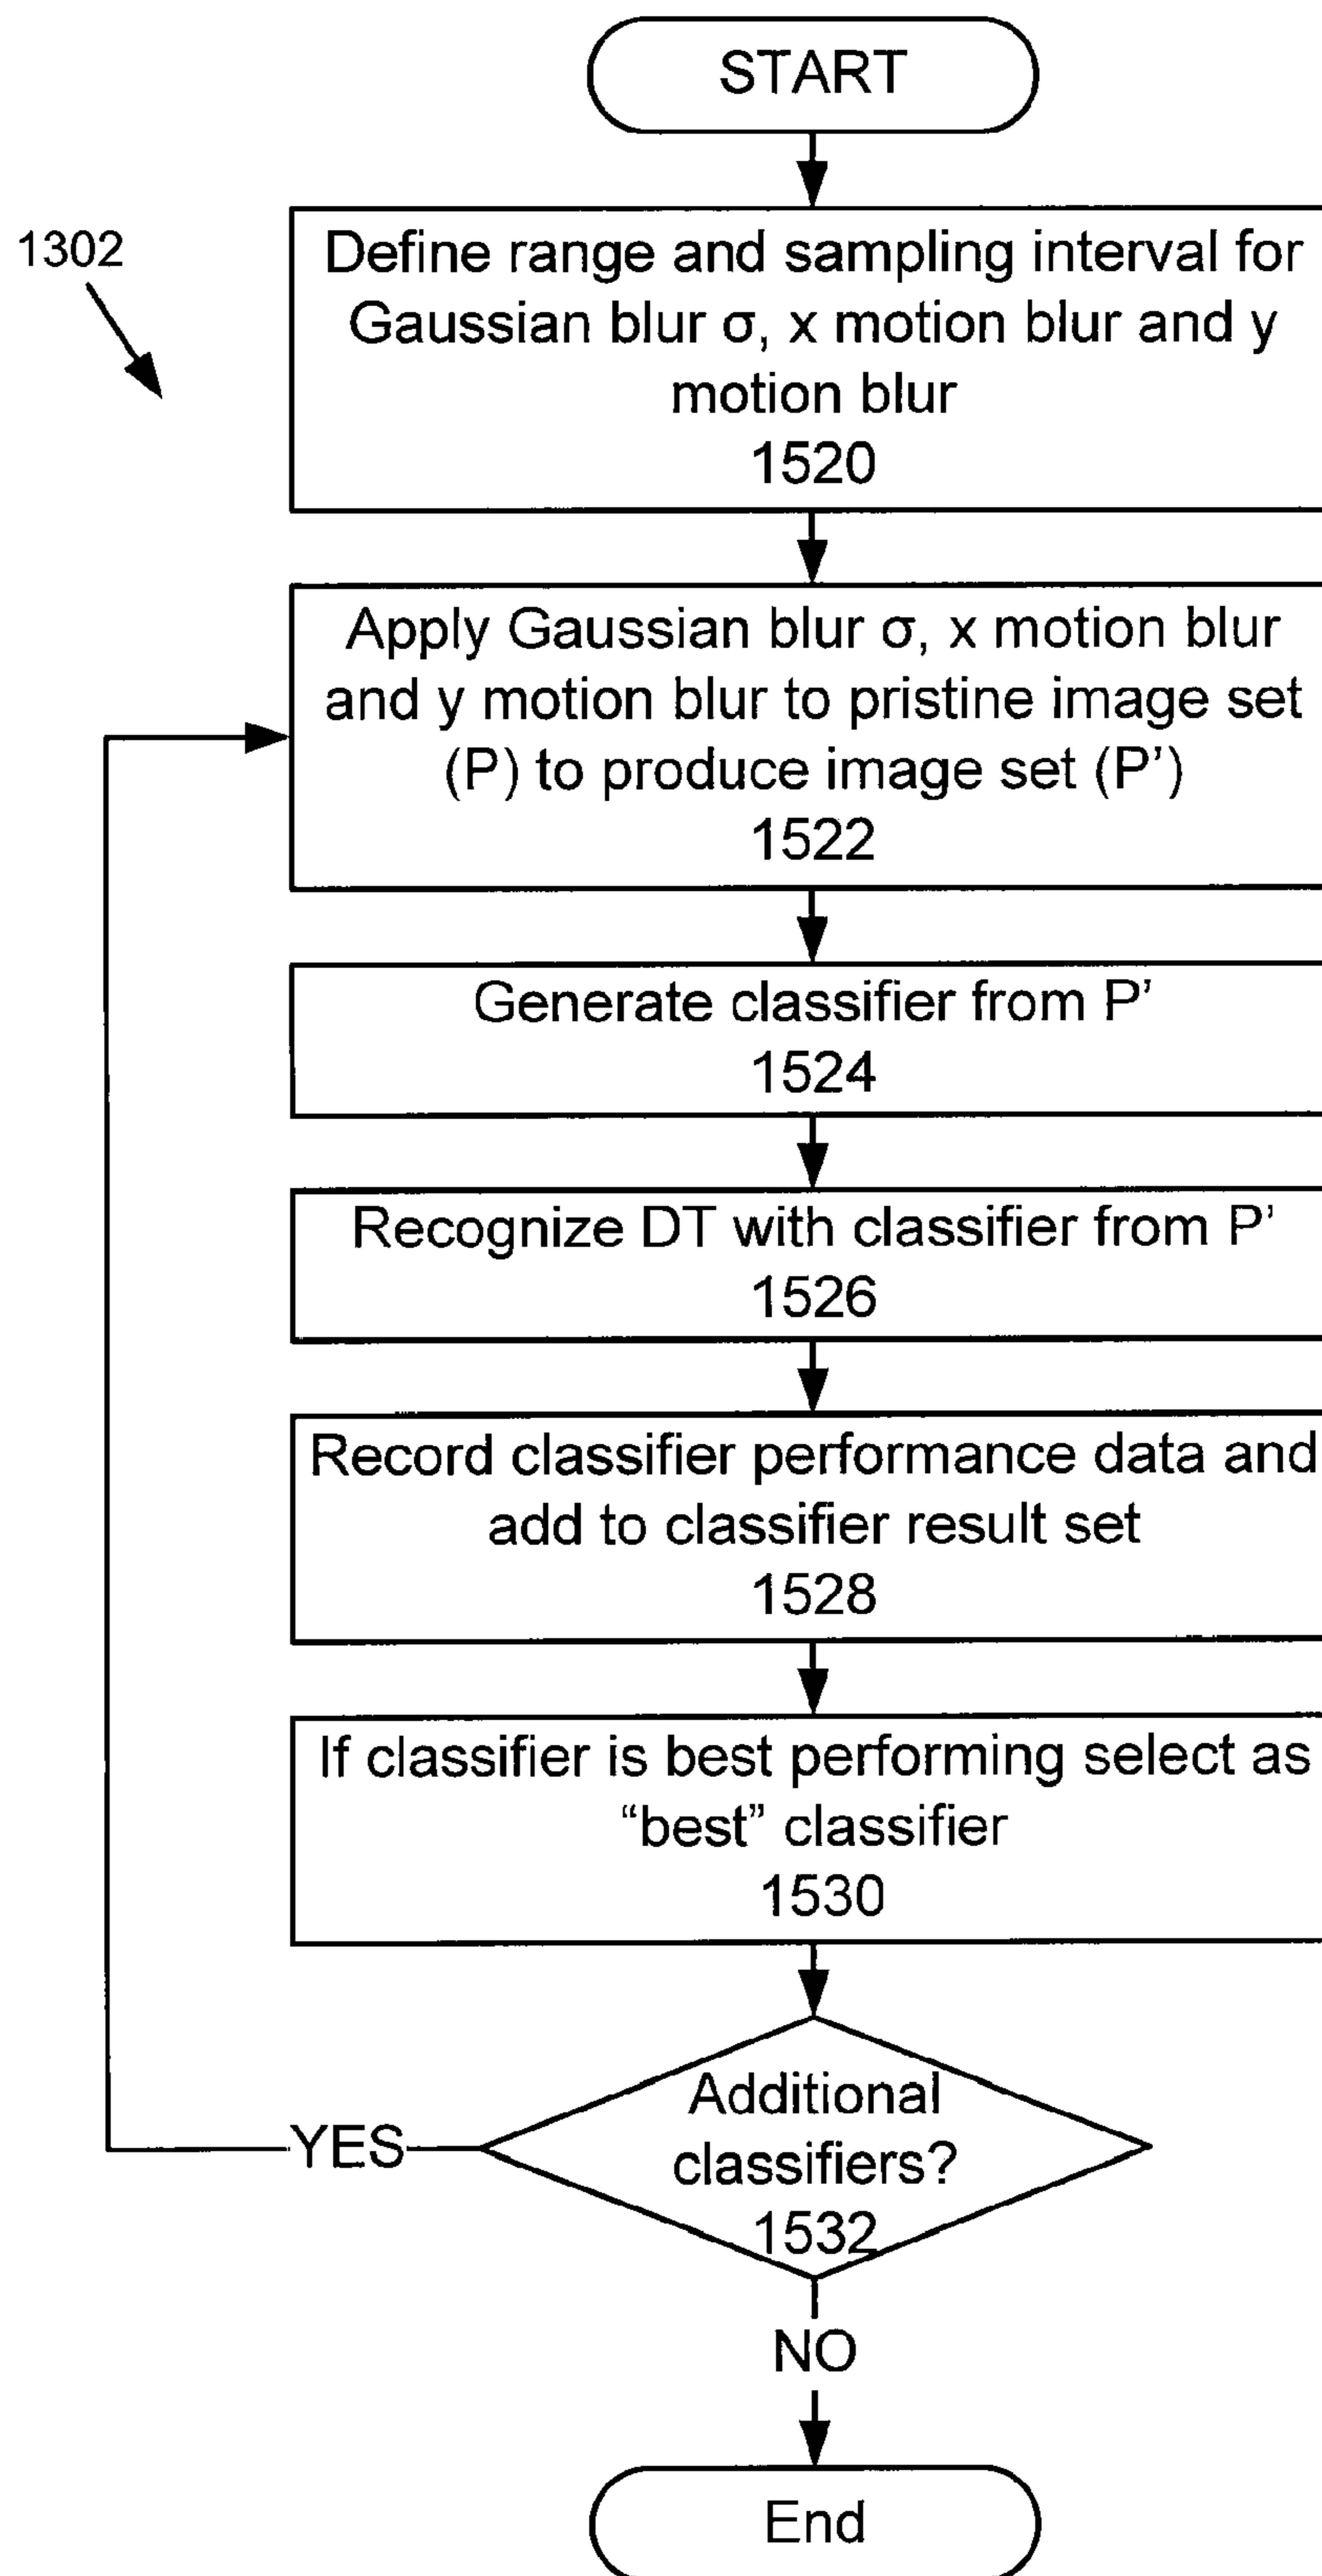 START
1302
Define range and sampling interval for
Gaussian blur σ, x motion blur and y
motion blur
1520
Apply Gaussian blur σ, x motion blur
and y motion blur to pristine image set
(P) to produce image set (P’)
1522
Generate classifier from P’
1524
Recognize DT with classifier from P’
1526
Record classifier performance data and
add to classifier result set
1528
If classifier is best performing select as
“best” classifier
1530
Additional
classifiers?
1532
YES
NO
End